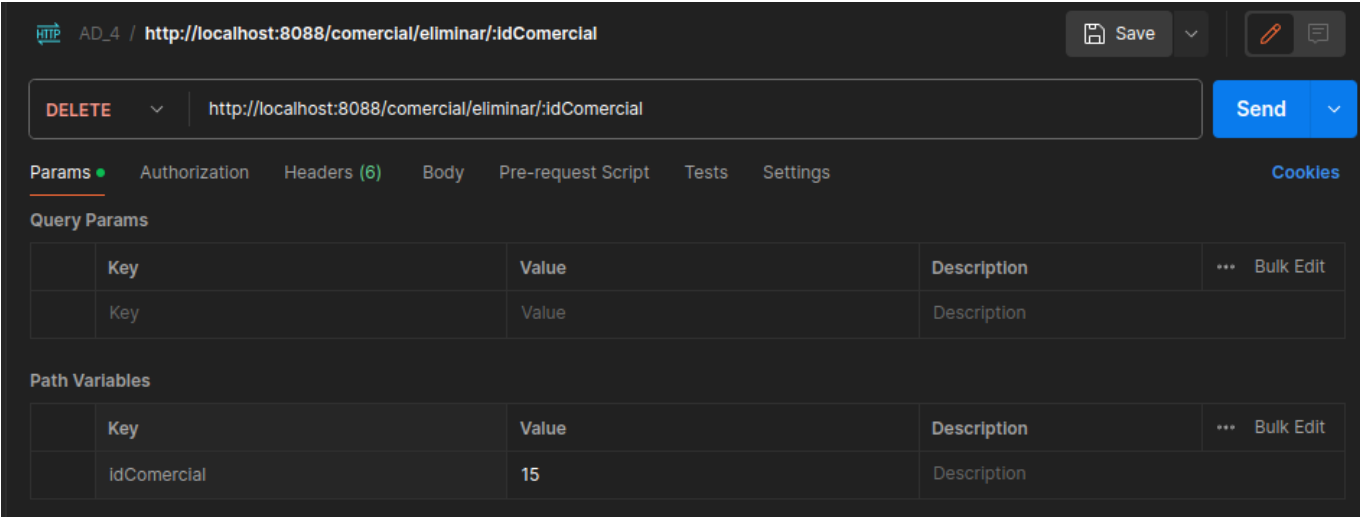 HTTP AD_4 / http://localhost:8088/comercial/eliminar/:idComercial Save
DELETE http://localhost:8088/comercial/eliminar/:idComercial Send
Params Authorization Headers (6) Body Pre-request Script Tests Settings Cookies
Query Params
Key Value Description ••• Bulk Edit
Key Value Description
Path Variables
Key Value Description ••• Bulk Edit
idComercial 15 Description